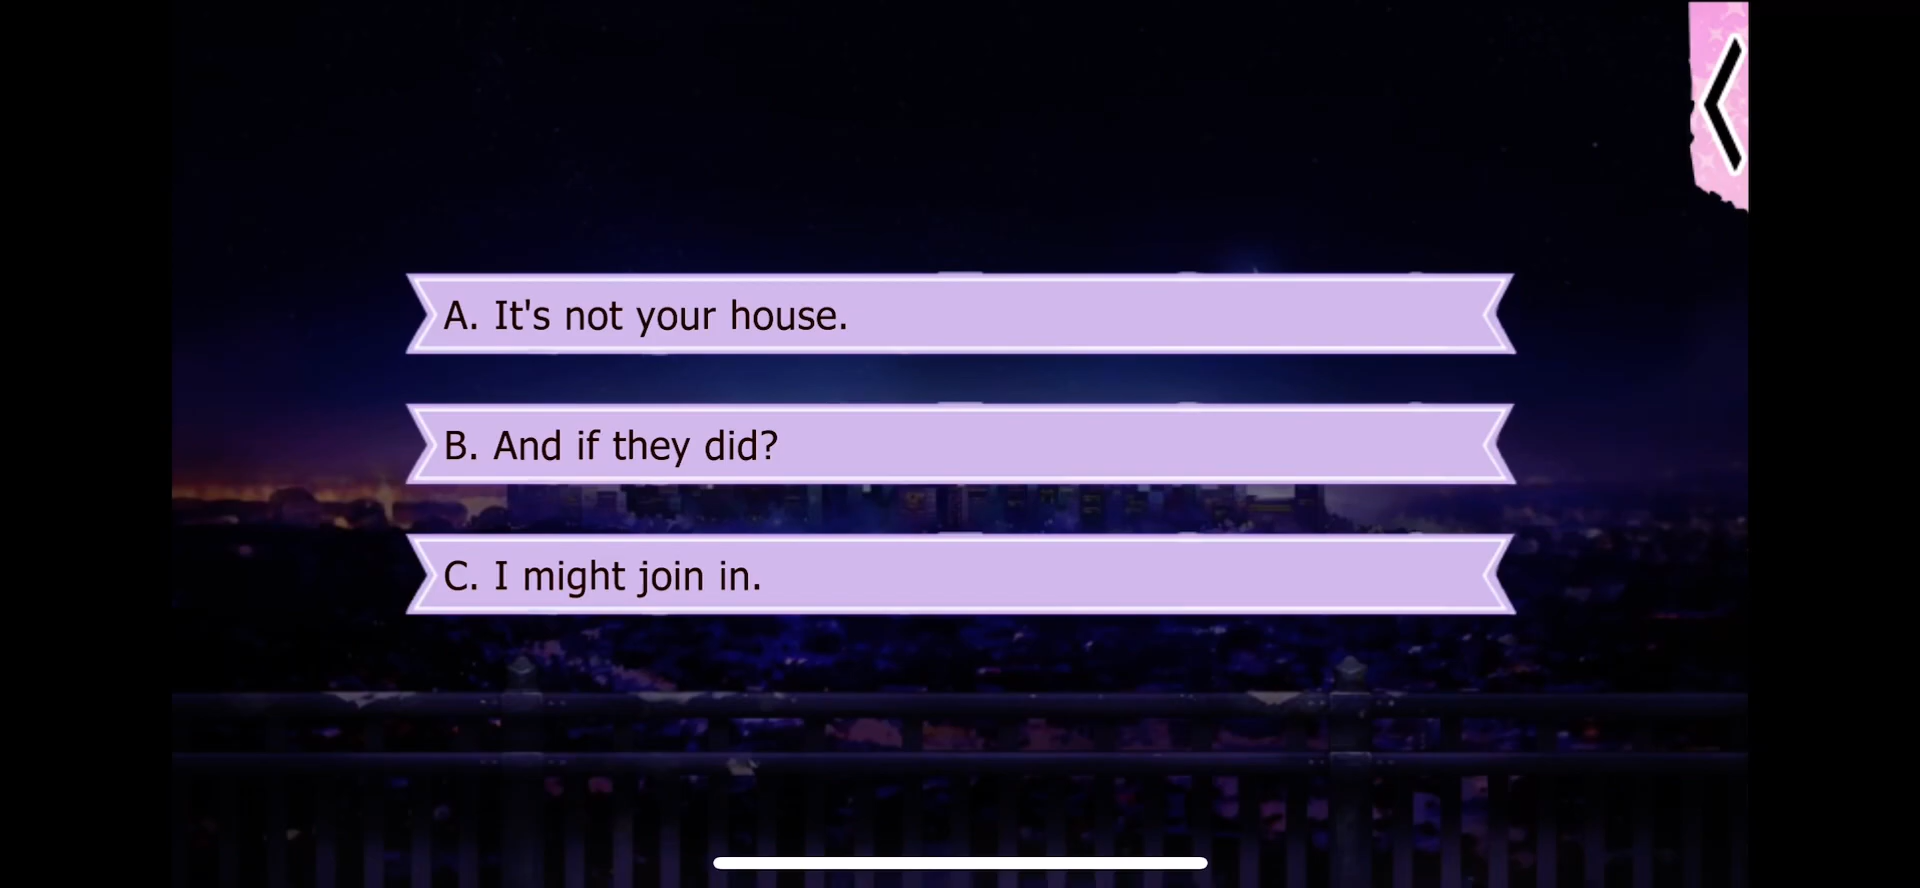 A. It's not your house.
B. And if they did?
C. I might join in.